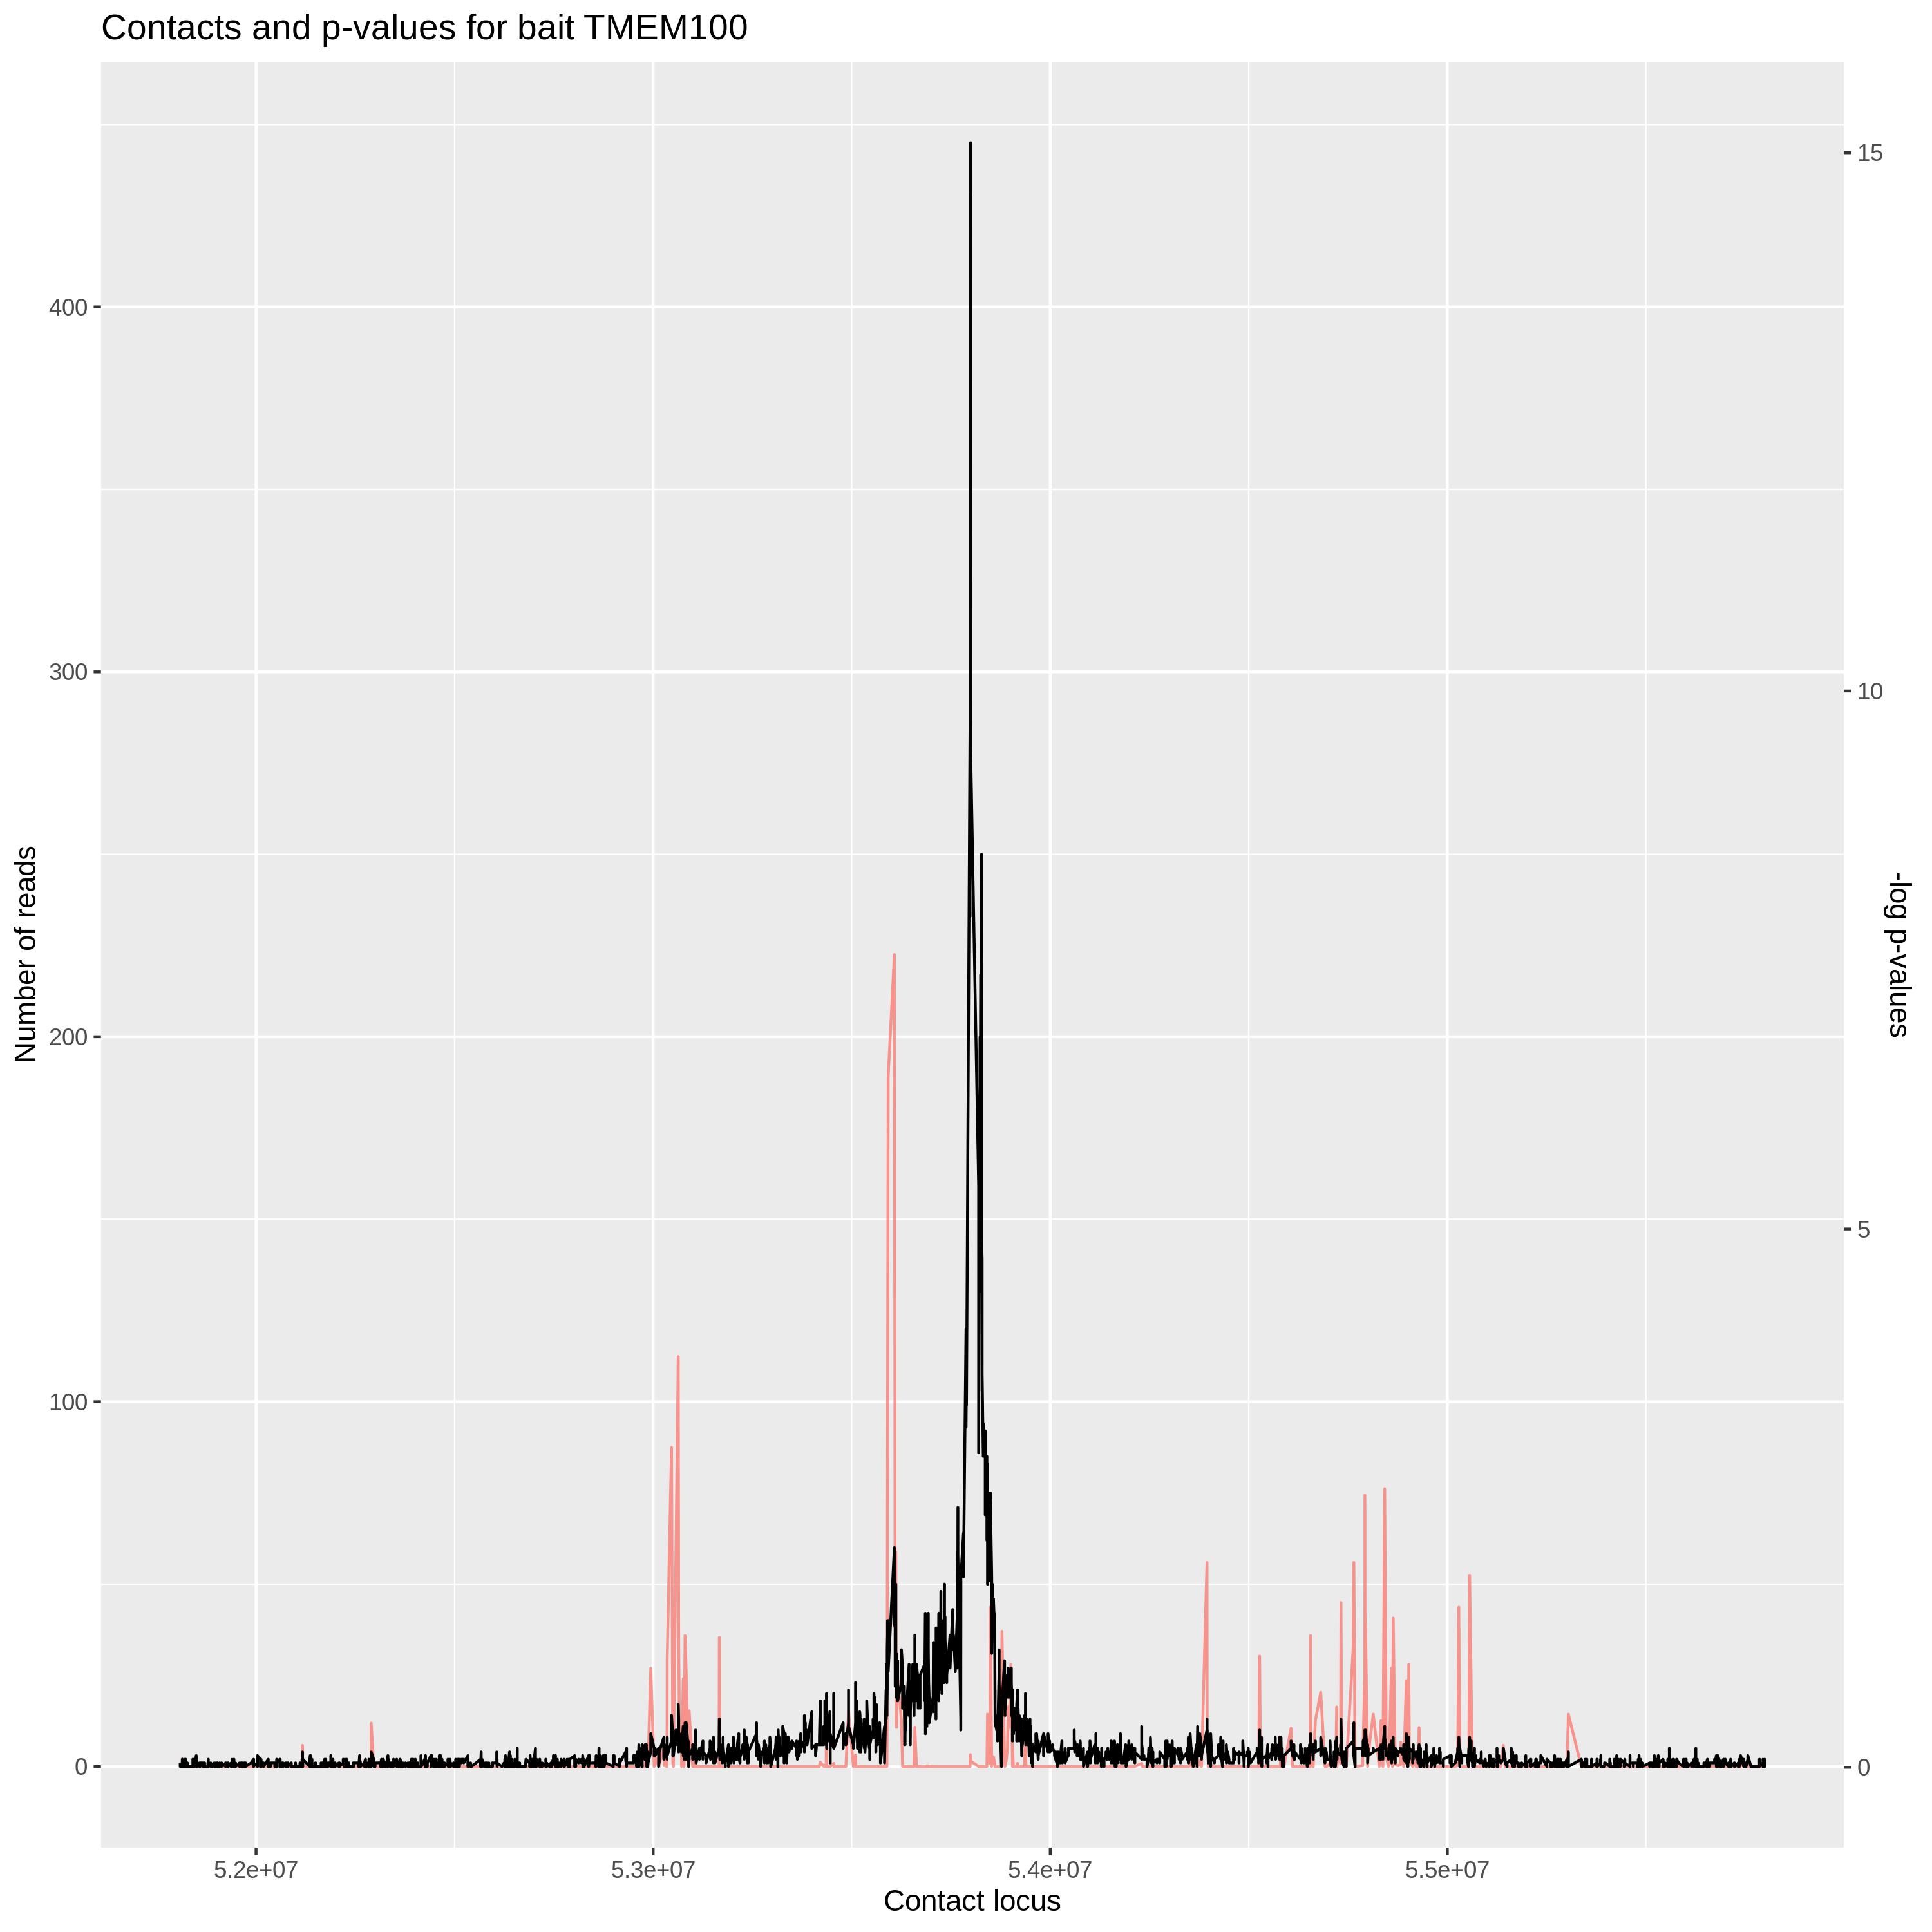 Contacts and p-values for bait TMEM100
Number of reads
400
300
200
100
0
15
10
5
0
-log p-values
5.2e+07
5.3e+07
5.4e+07
5.5e+07
Contact locus